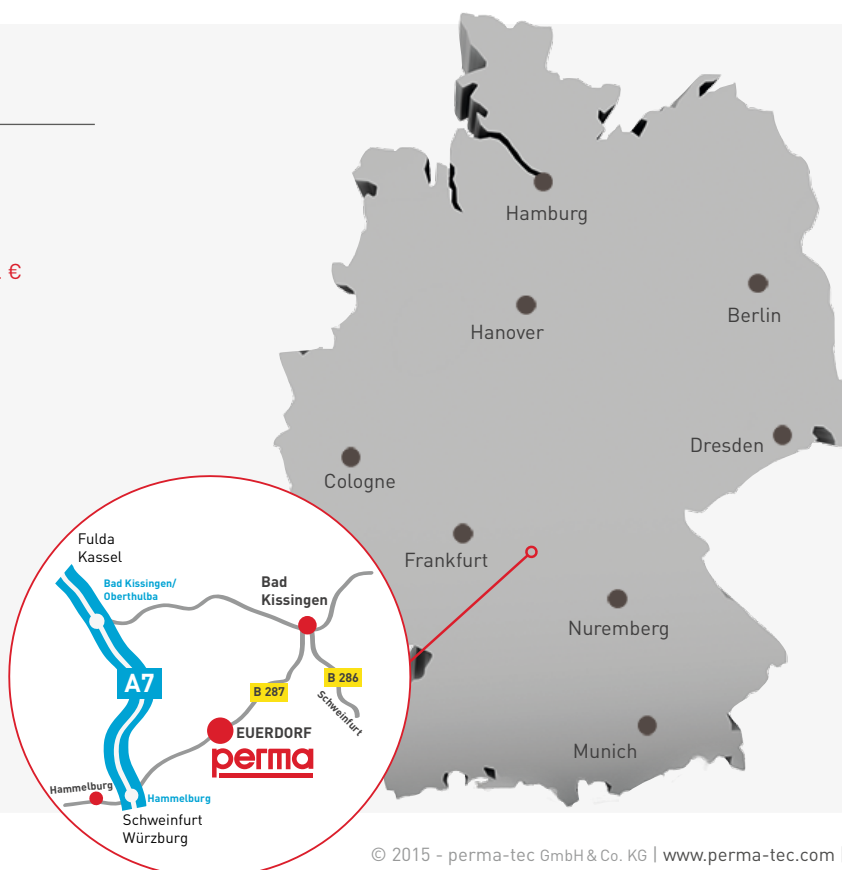 €
Hamburg
Berlin
Hanover
Dresden
Cologne
Frankfurt
Nuremberg
Munich
Fulda
Kassel
Bad Kissingen/
Oberthulba
Bad
Kissingen
A7
B 287
B 286
Schweinfurt
EUERDORF
perma
Hammelburg
Hammelburg
Schweinfurt
Würzburg
© 2015 - perma-tec GmbH & Co. KG | www.perma-tec.com |